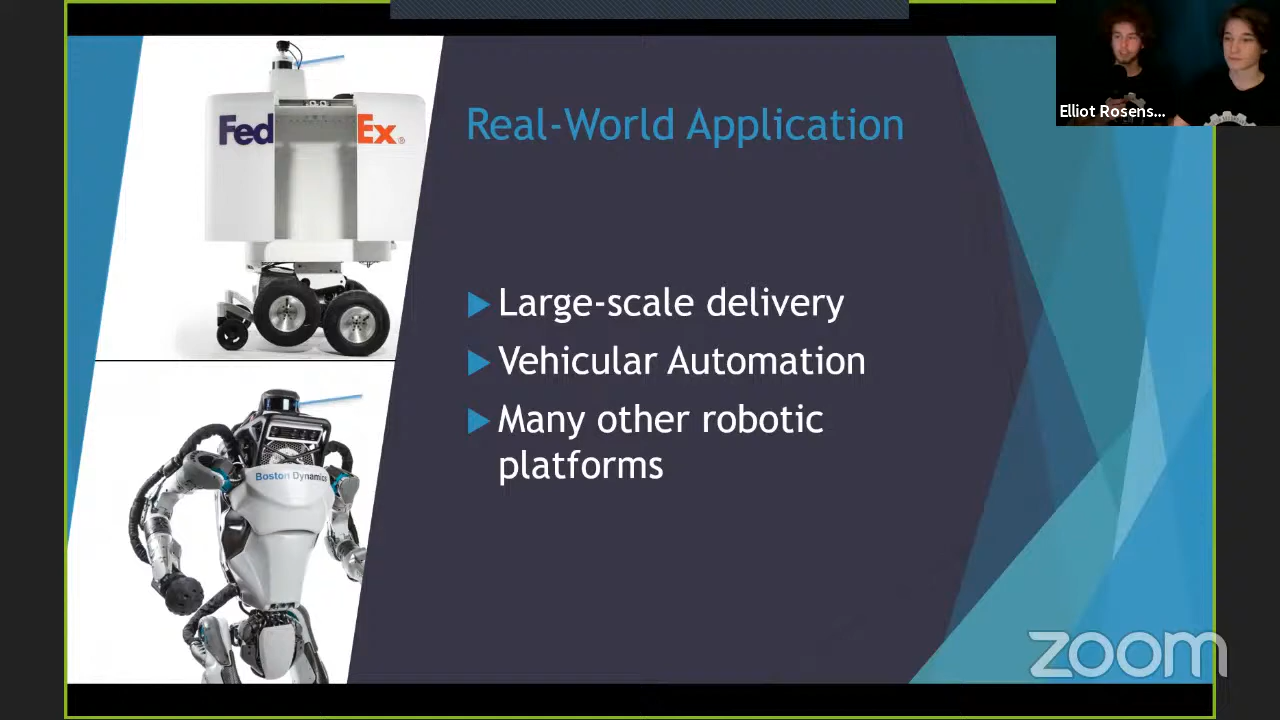 FedEx®
Real-World Application
Elliot Rosens...
Large-scale delivery
Vehicular Automation
Many other robotic
platforms
Boston Dynamics
zoom